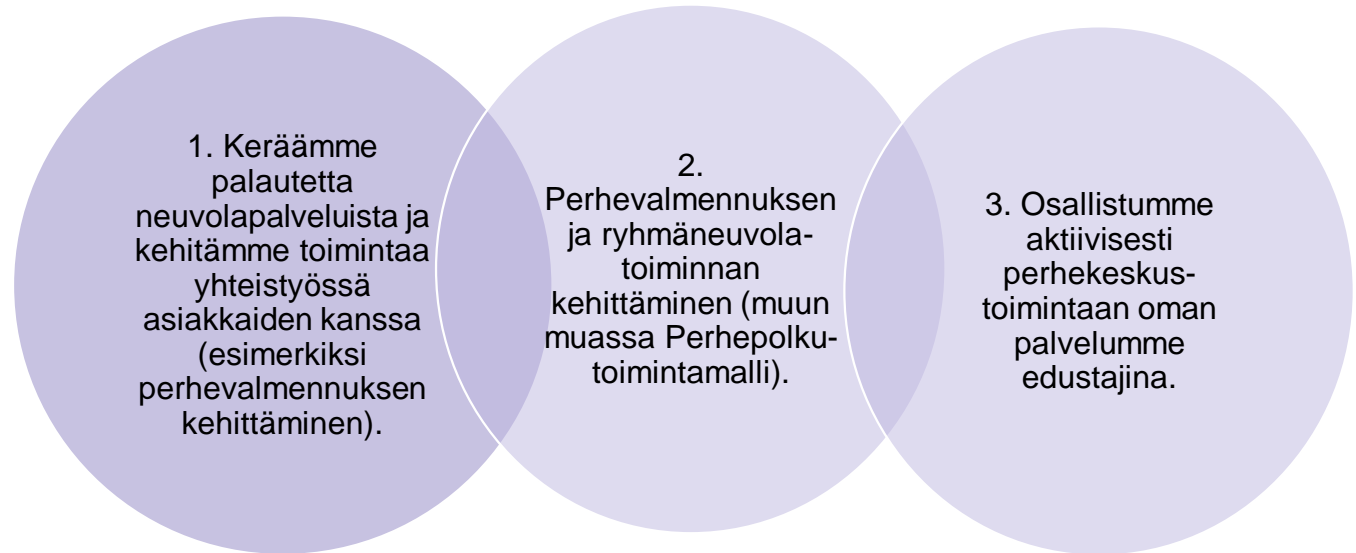 1. Keräämme
palautetta
neuvolapalveluista ja
kehitämme toimintaa
yhteistyössä
asiakkaiden kanssa
(esimerkiksi
perhevalmennuksen
kehittäminen).
2.
Perhevalmennuksen
ja ryhmäneuvola-
toiminnan
kehittäminen (muun
muassa Perhepolku-
toimintamalli).
3. Osallistumme
aktiivisesti
perhekeskus-
toimintaan oman
palvelumme
edustajina.